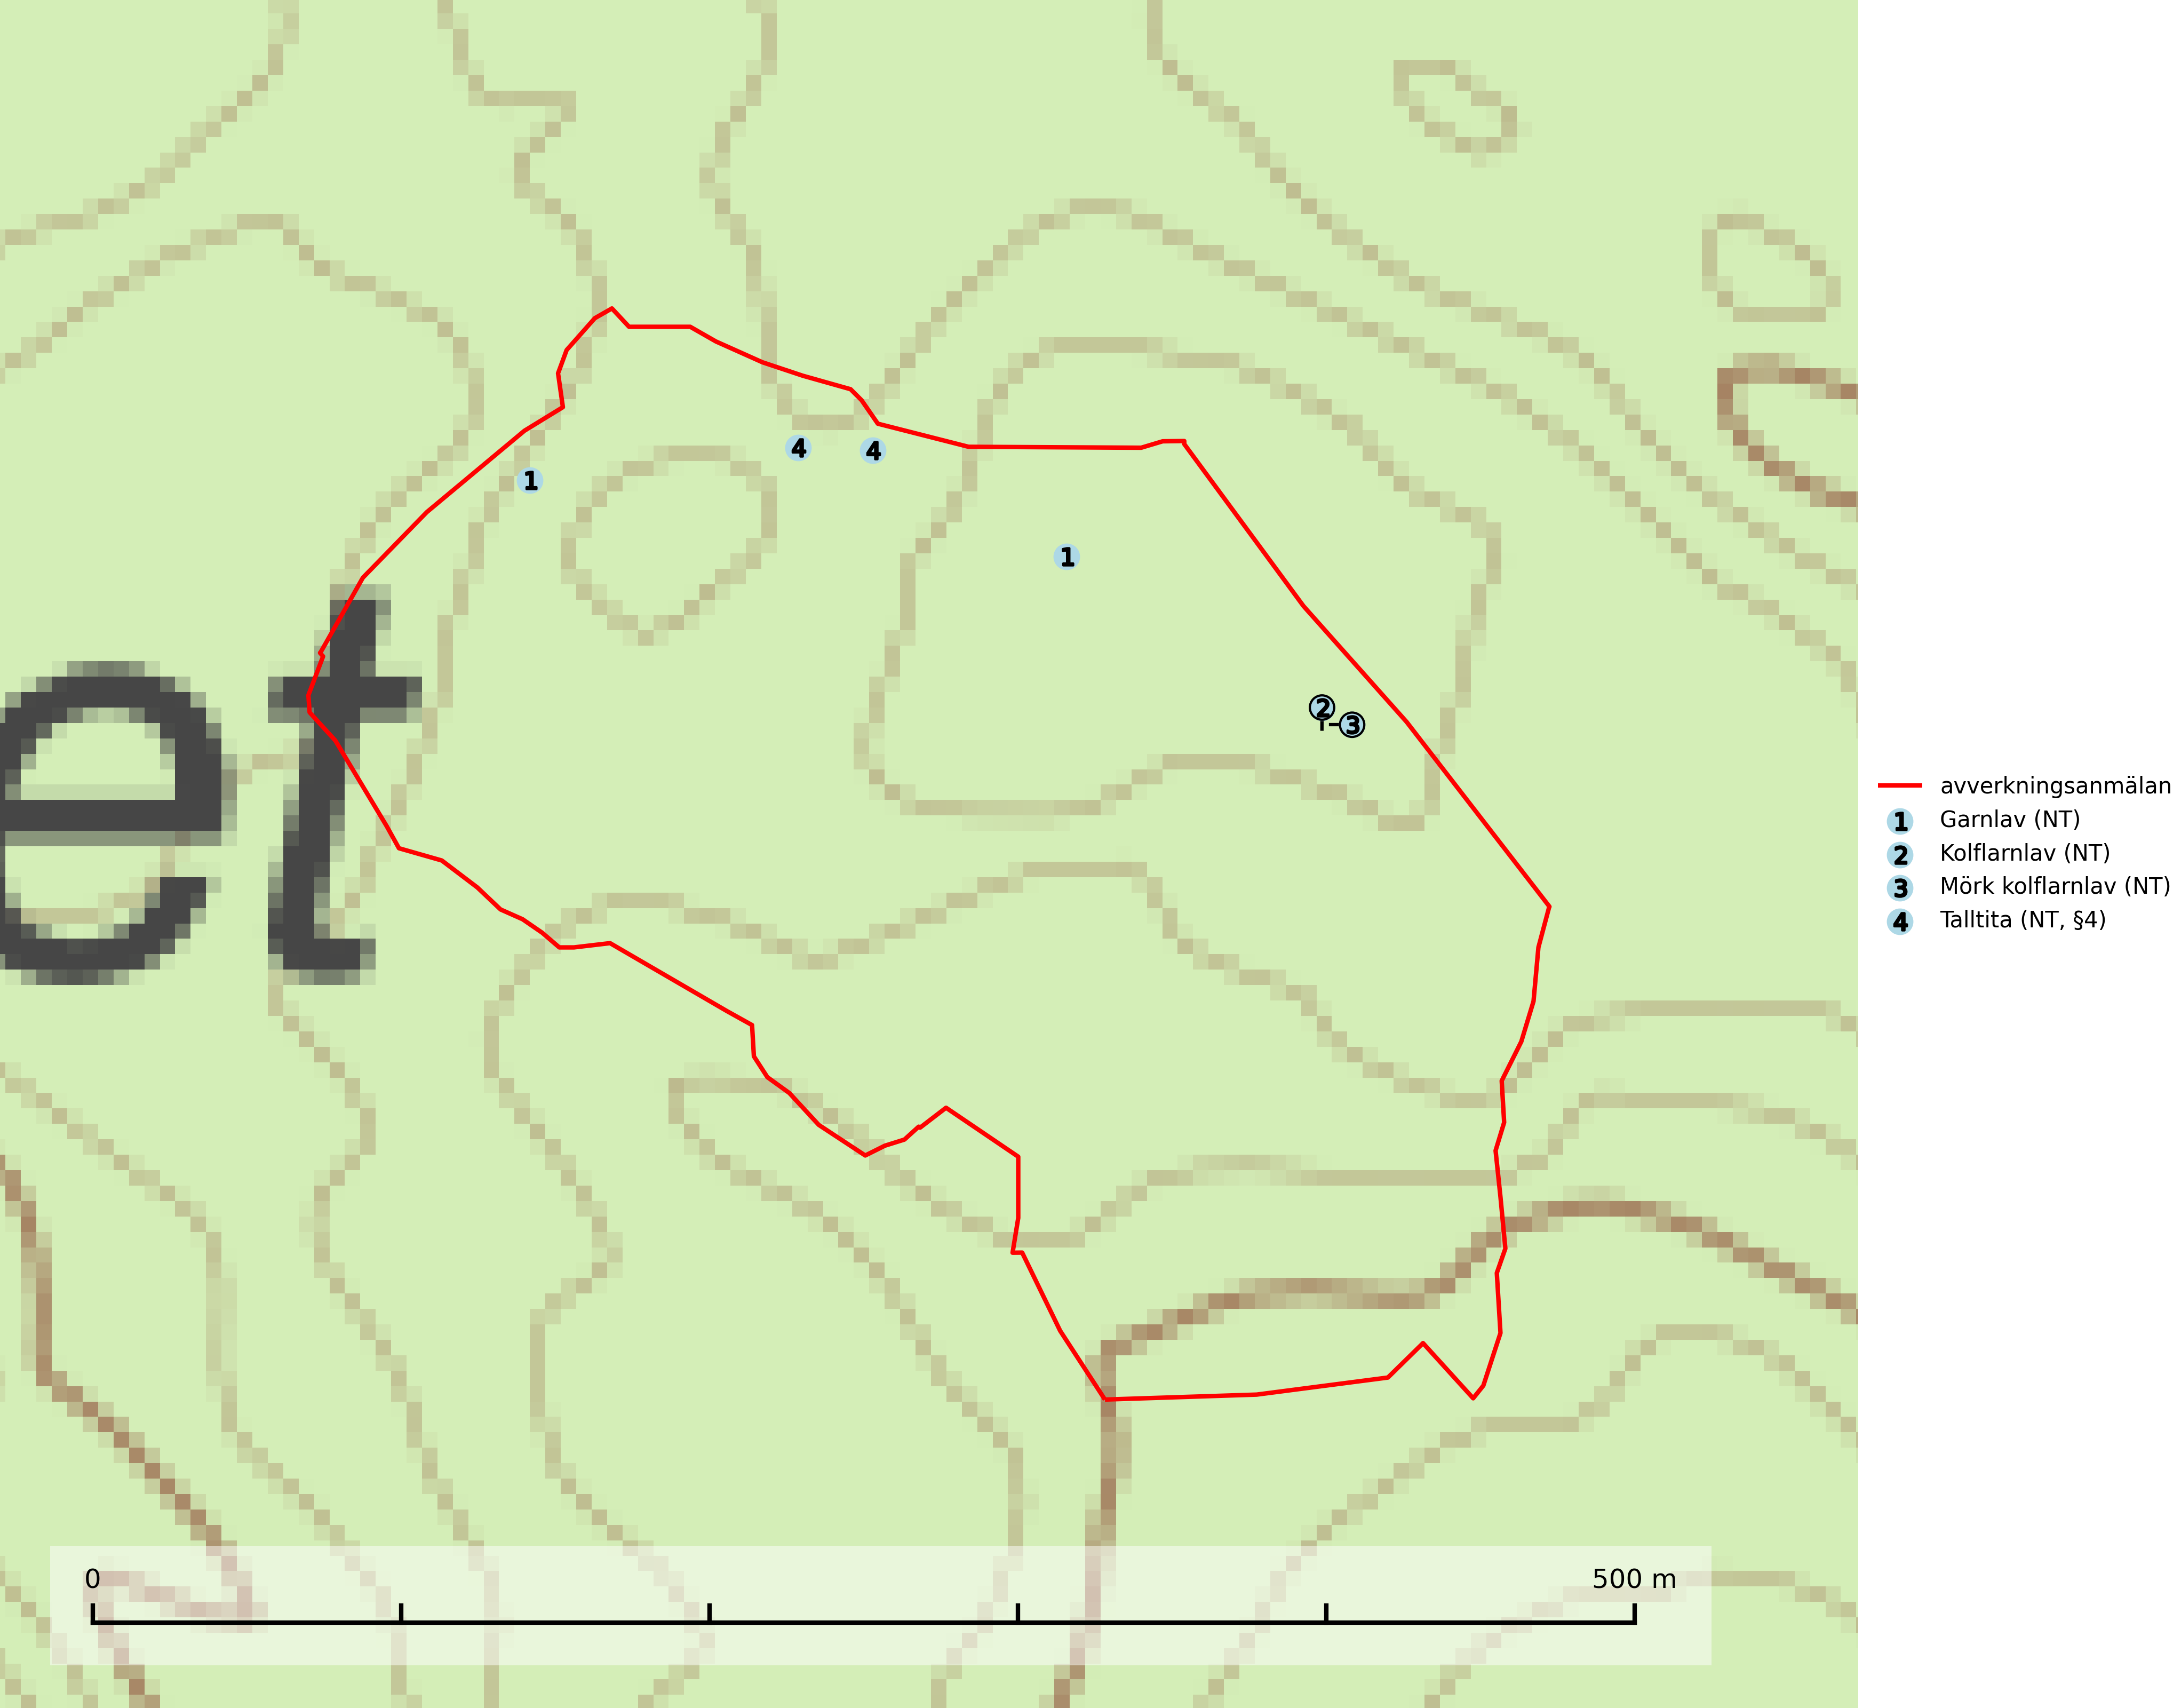 et
4
4
1
1
2
3
0
500 m
avverkningsanmälan
1 Garnlav (NT)
2 Kolflarnlav (NT)
3 Mörk kolflarnlav (NT)
4 Talltita (NT, §4)